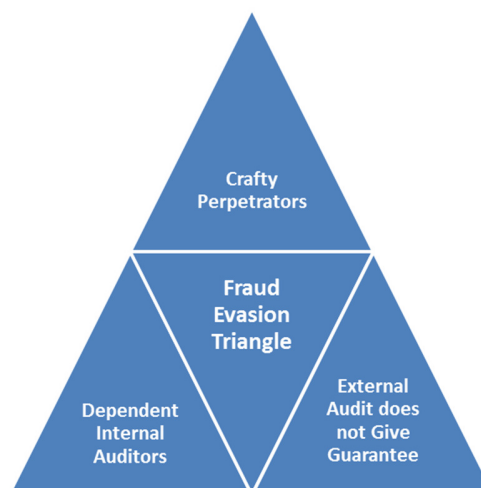 Crafty
Perpetrators
Fraud
Evasion
Triangle
Dependent
Internal
Auditors
External
Audit does
not Give
Guarantee